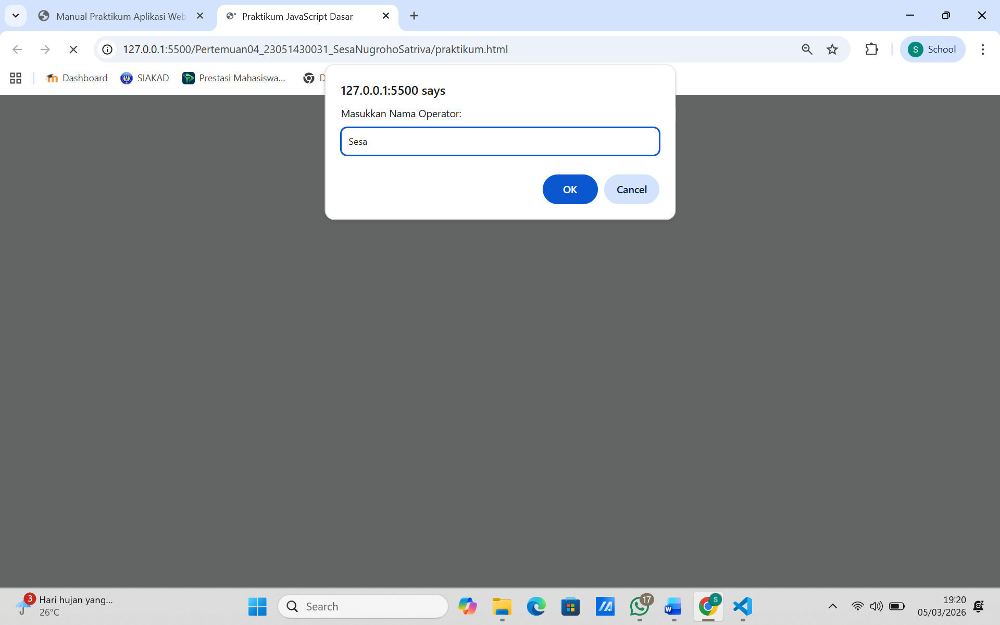 Manual Praktikum Aplikasi Web
Praktikum JavaScript Dasar
127.0.0.1:5500/Pertemuan04_23051430031_SesaNugrohoSatriva/praktikum.html
S School
Dashboard
SIAKAD
Prestasi Mahasiswa...
D
127.0.0.1:5500 says
Masukkan Nama Operator:
Sesa
OK
Cancel
3
Hari hujan yang...
26°C
Search
17
W
S
19:20
05/03/2026